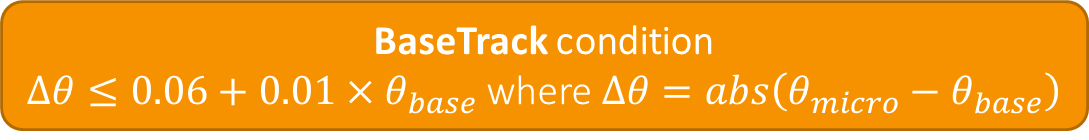 BaseTrack condition
Δθ ≤ 0.06 + 0.01 × θ_base where Δθ = abs(θ_micro − θ_base)